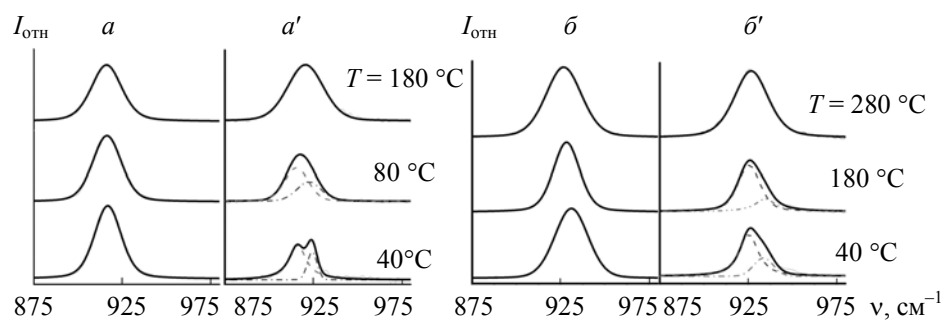 Iотн а а′ Iотн б б′
T = 180 °C T = 280 °C
80 °C 180 °C
40°C 40 °C
875 925 975 925 975 875 925 975 875 925 975 ν, см–1